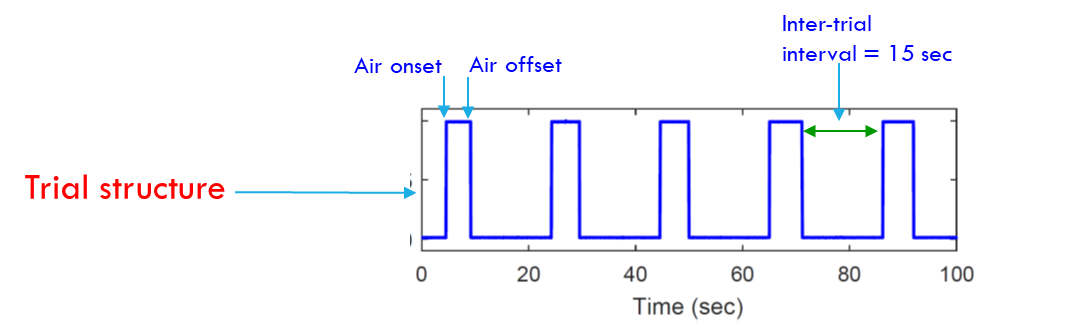 Inter-trial
interval = 15 sec
Air onset
Air offset
Trial structure
0
20
40
60
80
100
Time (sec)